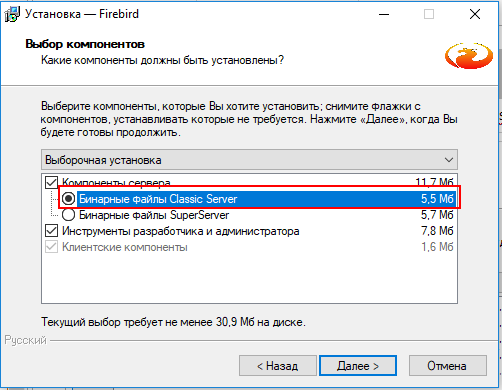 Установка — Firebird
Выбор компонентов
Какие компоненты должны быть установлены?
Выберите компоненты, которые Вы хотите установить; снимите флажки с
компонентов, устанавливать которые не требуется. Нажмите «Далее», когда Вы
будете готовы продолжить.
Выборочная установка
Компоненты сервера 11,7 Мб
Бинарные файлы Classic Server 5,5 Мб
Бинарные файлы SuperServer 5,7 Мб
Инструменты разработчика и администратора 7,8 Мб
Клиентские компоненты 1,6 Мб
Текущий выбор требует не менее 30,9 Мб на диске.
Русский
< Назад Далее > Отмена